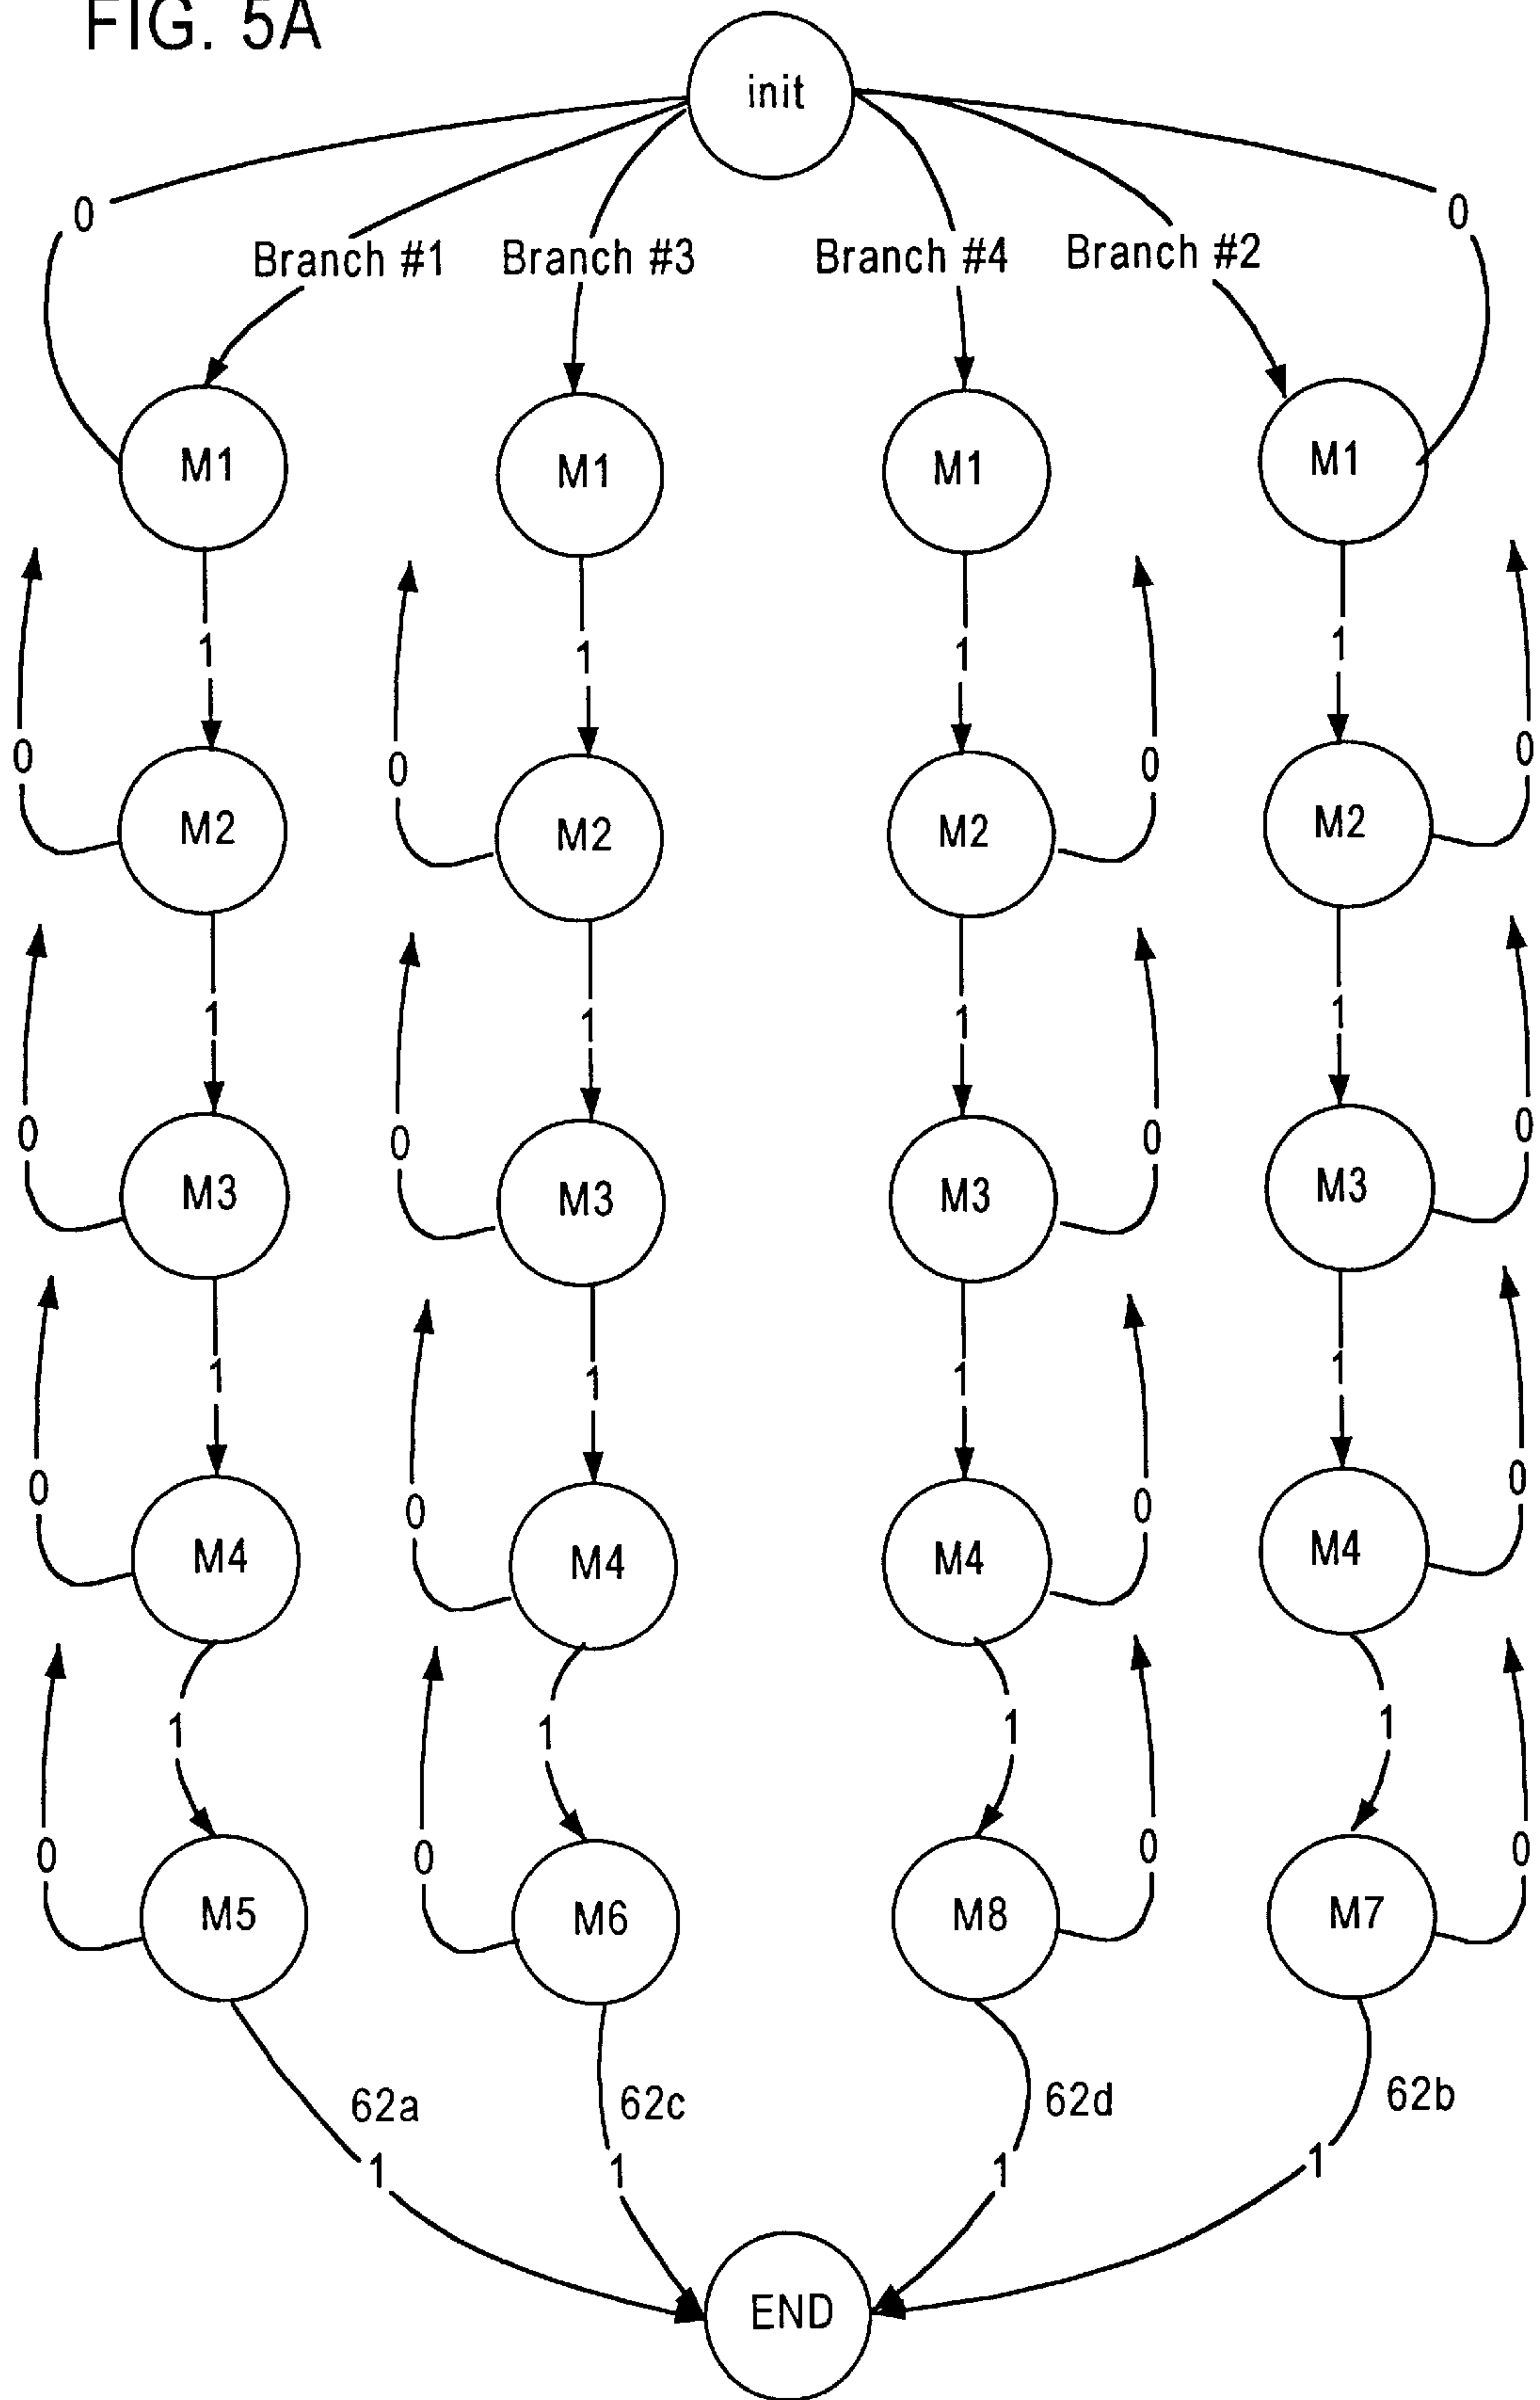 FIG. 5A
init
0 0
Branch #1 Branch #3 Branch #4 Branch #2
M1 M1 M1 M1
1 1 1 1
0 0 0 0
M2 M2 M2 M2
1 1 1 1
0 0 0 0
M3 M3 M3 M3
1 1 1 1
0 0 0 0
M4 M4 M4 M4
1 1 1 1
0 0 0 0
M5 M6 M8 M7
62a 62c 62d 62b
1 1 1 1
END